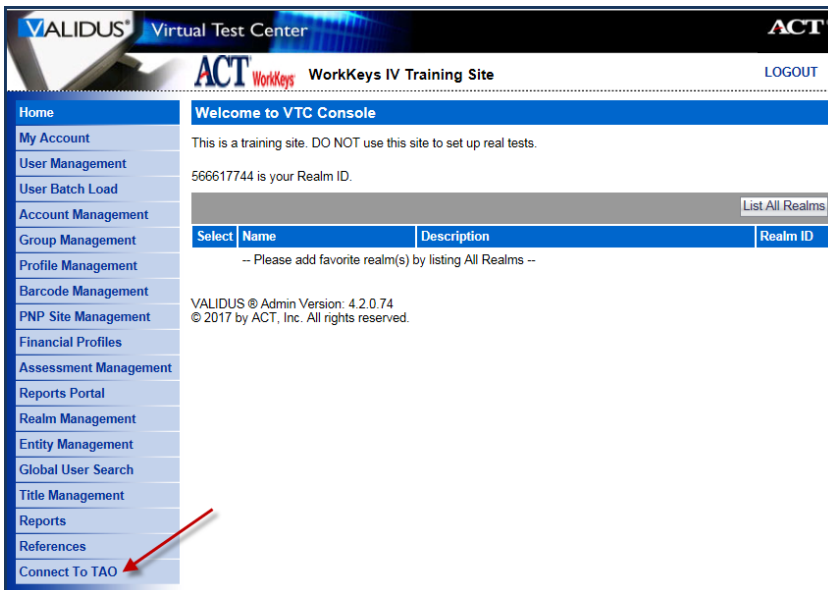 VALIDUS® Virtual Test Center
ACT
ACT WorkKeys® WorkKeys IV Training Site
LOGOUT
Home
My Account
User Management
User Batch Load
Account Management
Group Management
Profile Management
Barcode Management
PNP Site Management
Financial Profiles
Assessment Management
Reports Portal
Realm Management
Entity Management
Global User Search
Title Management
Reports
References
Connect To TAO
Welcome to VTC Console
This is a training site. DO NOT use this site to set up real tests.
566617744 is your Realm ID.
List All Realms
Select Name Description Realm ID
-- Please add favorite realm(s) by listing All Realms --
VALIDUS ® Admin Version: 4.2.0.74
© 2017 by ACT, Inc. All rights reserved.